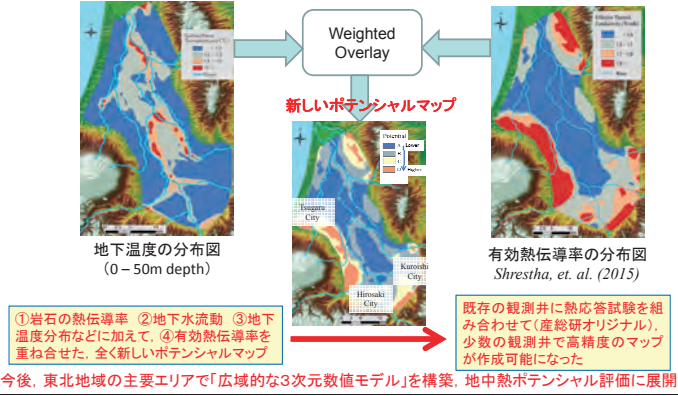 Weighted
Overlay
新しいポテンシャルマップ
Potential
A
Lower
B
C
D
Higher
Tsugaru
City
Kuroishi
City
Hirosaki
City
地下温度の分布図
(0 – 50m depth)
有効熱伝導率の分布図
Shrestha, et. al. (2015)
①岩石の熱伝導率 ②地下水流動 ③地下
温度分布などに加えて,④有効熱伝導率を
重ね合せた,全く新しいポテンシャルマップ
既存の観測井に熱応答試験を組
み合わせて(産総研オリジナル),
少数の観測井で高精度のマップ
が作成可能になった
今後,東北地域の主要エリアで「広域的な3次元数値モデル」を構築,地中熱ポテンシャル評価に展開